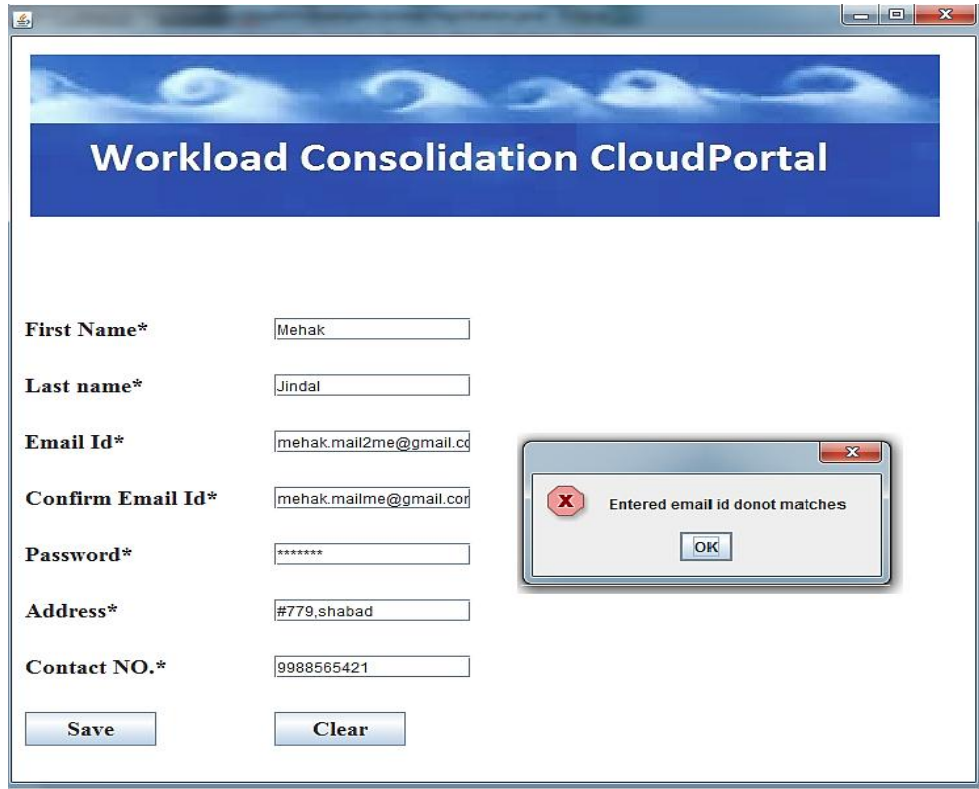 Workload Consolidation CloudPortal
First Name* Mehak
Last name* Jindal
Email Id* mehak.mail2me@gmail.co
Confirm Email Id* mehak.mailme@gmail.com
Password* *******
Address* #779,shabad
Contact NO.* 9988565421
Save Clear
Entered email id donot matches
OK